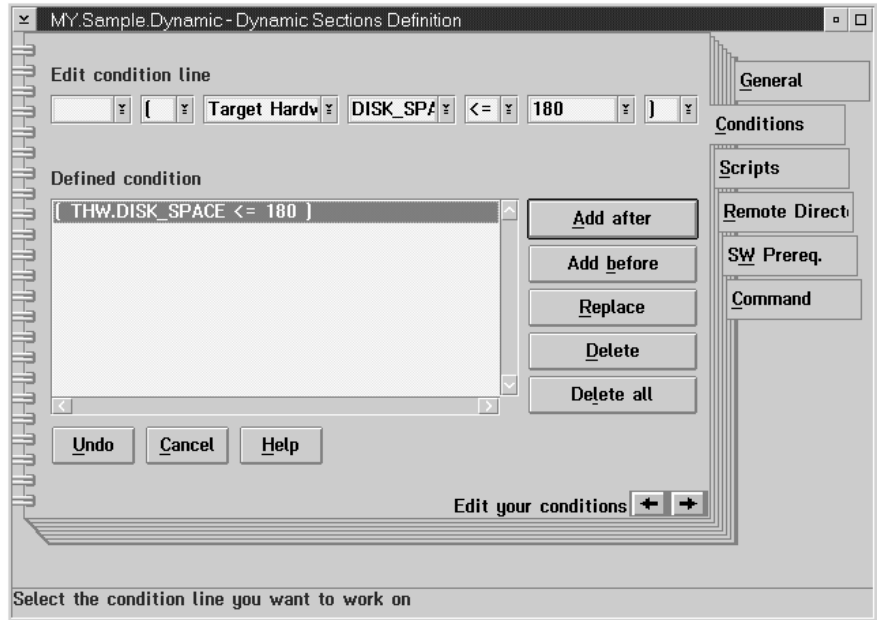 MY.Sample.Dynamic - Dynamic Sections Definition
Edit condition line
( Target Hardw DISK_SPA <= 180 )
Defined condition
( THW.DISK_SPACE <= 180 )
Add after
Add before
Replace
Delete
Delete all
Undo Cancel Help
Edit your conditions
General
Conditions
Scripts
Remote Direct
SW Prereq.
Command
Select the condition line you want to work on